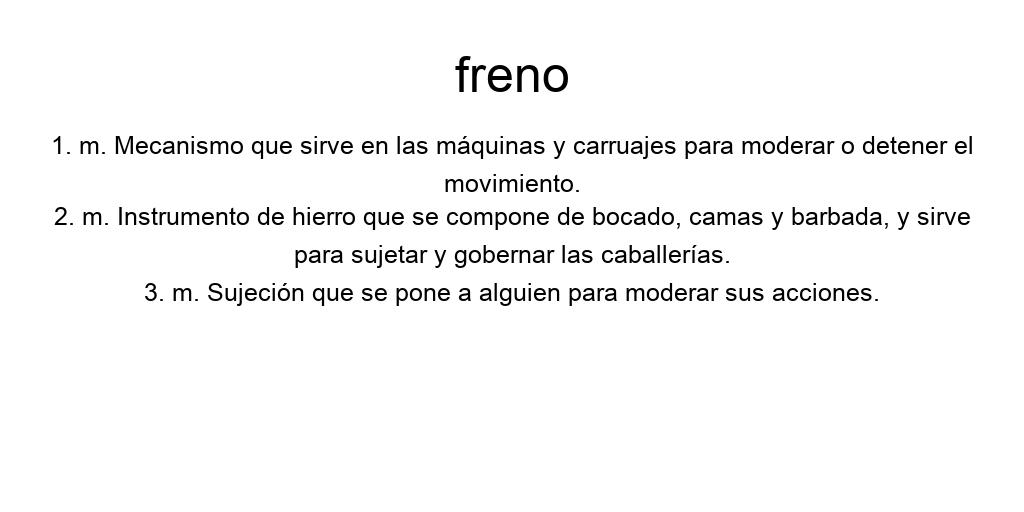 freno
1. m. Mecanismo que sirve en las máquinas y carruajes para moderar o detener el
movimiento.
2. m. Instrumento de hierro que se compone de bocado, camas y barbada, y sirve
para sujetar y gobernar las caballerías.
3. m. Sujeción que se pone a alguien para moderar sus acciones.